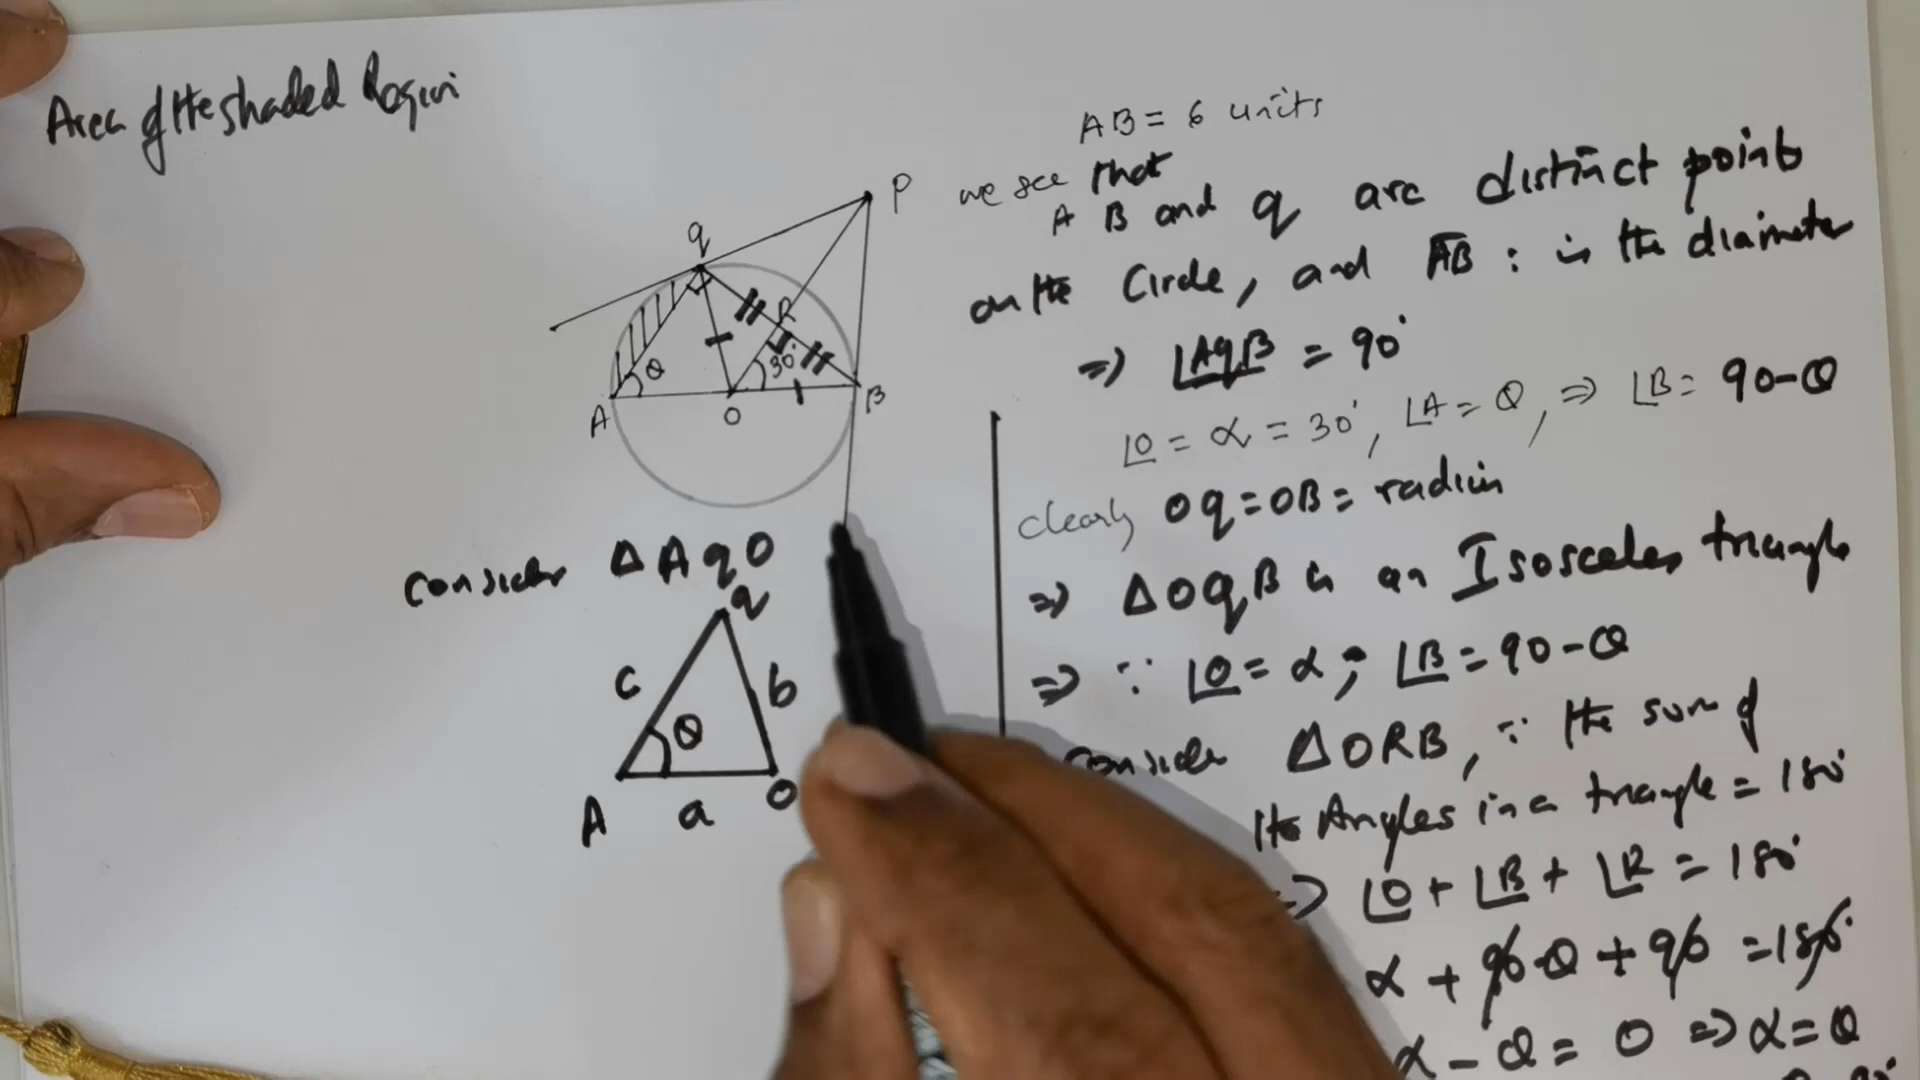 Area of the shaded Region
AB = 6 units
we see that
A B and q are distinct points
on the Circle, and AB : is the diameter
=> ∠AqB = 90°
∠O = α = 30°, ∠A = θ, => ∠B = 90-θ
clearly Oq = OB = radius
=> ΔOqB is an Isosceles triangle
=> ∵ ∠O = α; ∠B = 90-θ
consider ΔORB, ∵ the sum of
the Angles in a triangle = 180°
=> ∠O + ∠B + ∠R = 180°
α + 90-θ + 90 = 180°
α - θ = 0 => α = θ
P
q
R
θ
30°
A
O
B
consider ΔAqO
q
c
b
θ
A
a
O